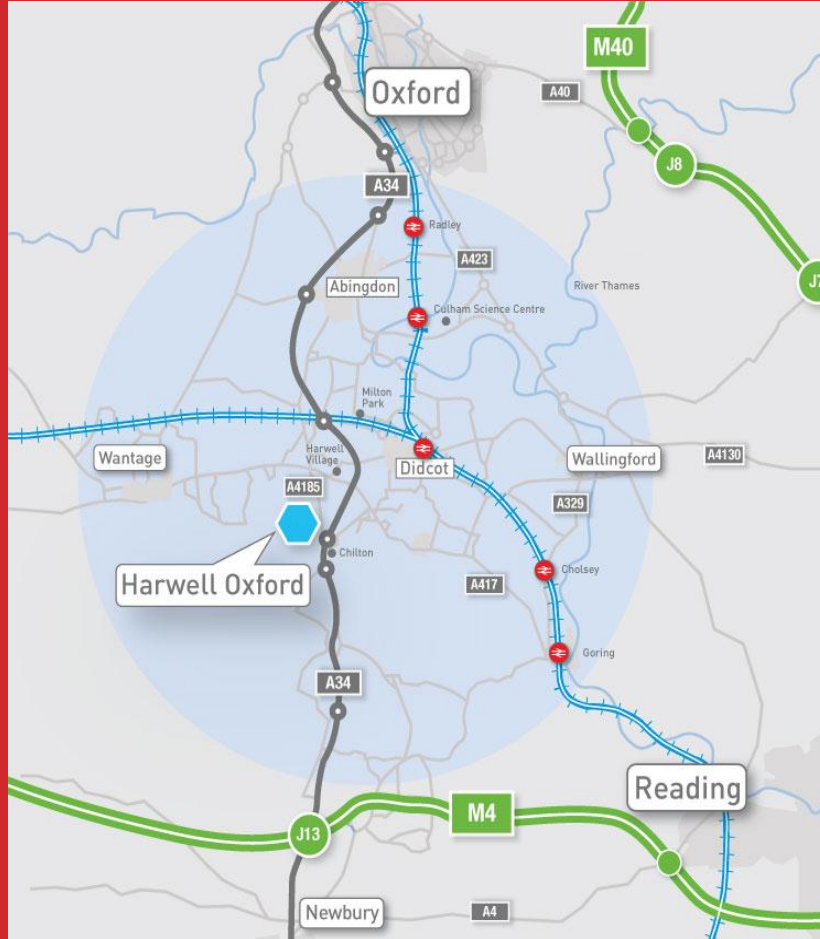 M40
Oxford
A40
J8
A34
Radley
A423
J7
Abingdon
River Thames
Culham Science Centre
Milton
Park
Wantage
Harwell
Village
Didcot
Wallingford
A4130
A4185
A329
Chilton
Cholsey
Harwell Oxford
A417
Goring
A34
Reading
M4
J13
Newbury
A4